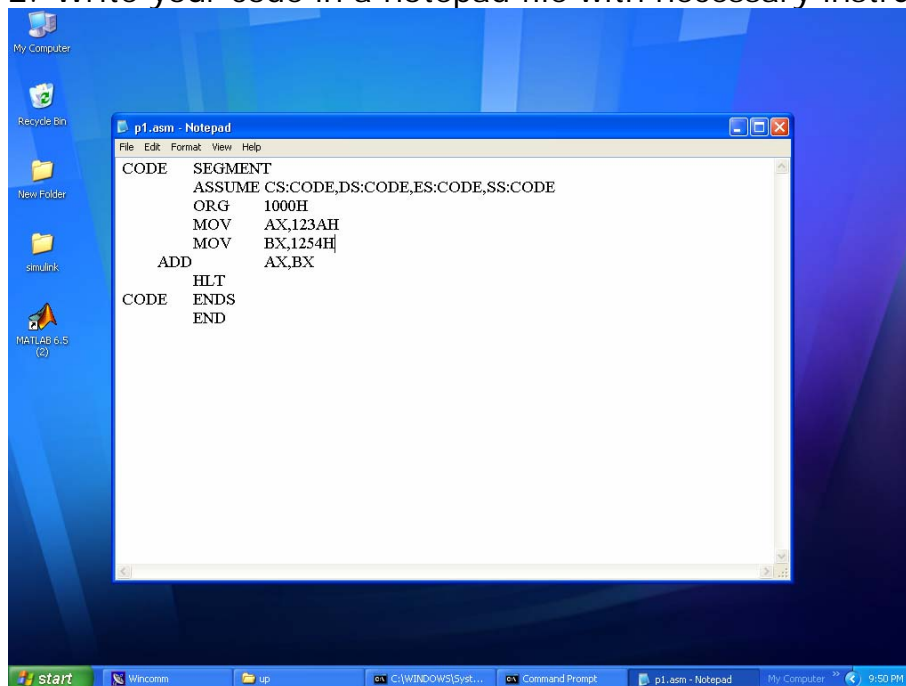 2. Write your code in a notepad file with necessary instru
My Computer
Recycle Bin
New Folder
simulink
MATLAB 6.5
(2)
p1.asm - Notepad
File Edit Format View Help
CODE SEGMENT
ASSUME CS:CODE,DS:CODE,ES:CODE,SS:CODE
ORG 1000H
MOV AX,123AH
MOV BX,1254H
ADD AX,BX
HLT
CODE ENDS
END
start Wincomm up C:\WINDOWS\Syst... Command Prompt p1.asm - Notepad My Computer » 9:50 PM